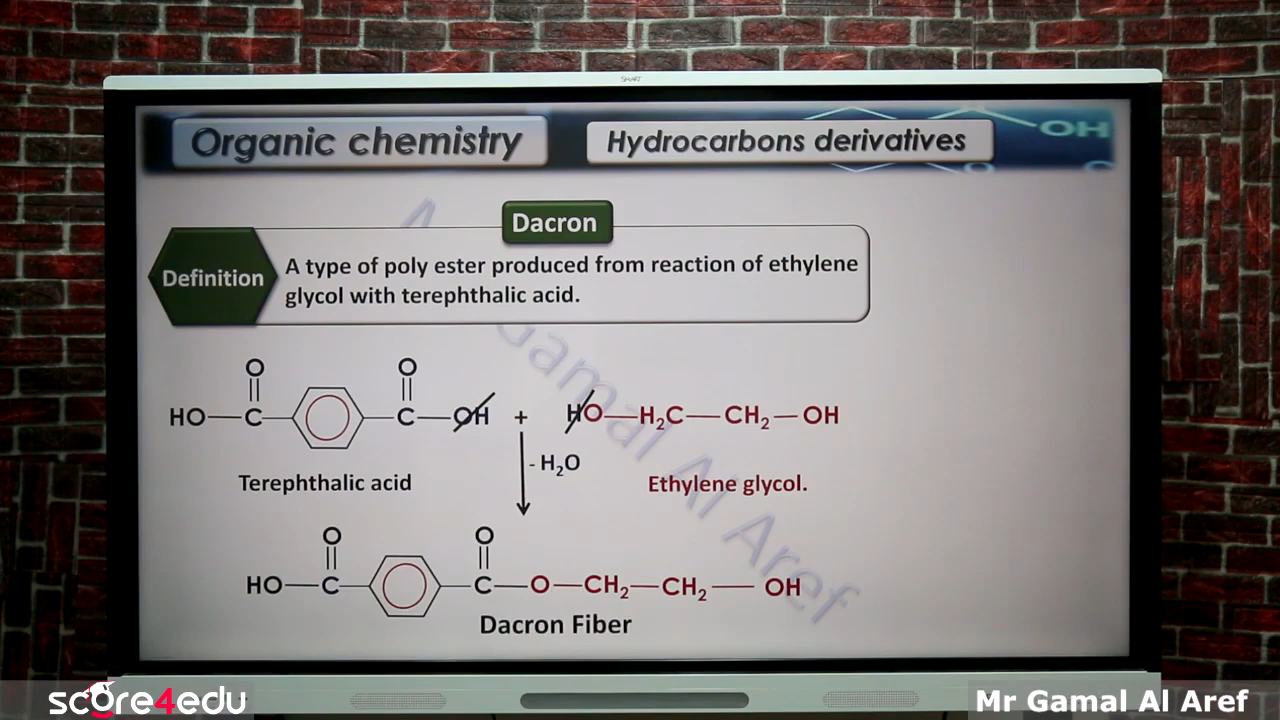 SMART
Organic chemistry
Hydrocarbons derivatives
OH
Dacron
Definition
A type of poly ester produced from reaction of ethylene
glycol with terephthalic acid.
O O
HO C C OH + HO H₂C CH₂ OH
- H₂O
Terephthalic acid
Ethylene glycol.
O O
HO C C O CH₂ CH₂ OH
Dacron Fiber
Gamal Al Aref
score4edu
Mr Gamal Al Aref